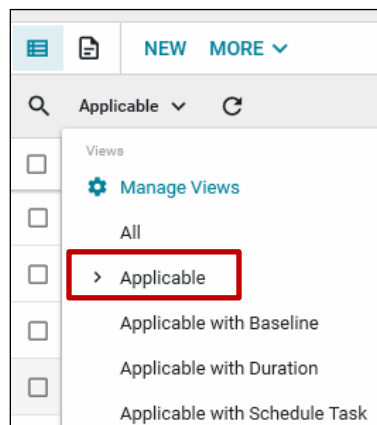 NEW MORE
Applicable
Views
Manage Views
All
Applicable
Applicable with Baseline
Applicable with Duration
Applicable with Schedule Task